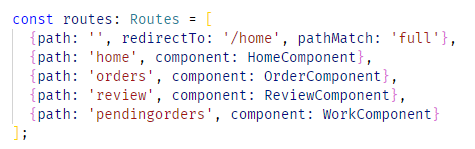 const routes: Routes = [
  {path: '', redirectTo: '/home', pathMatch: 'full'},
  {path: 'home', component: HomeComponent},
  {path: 'orders', component: OrderComponent},
  {path: 'review', component: ReviewComponent},
  {path: 'pendingorders', component: WorkComponent}
];